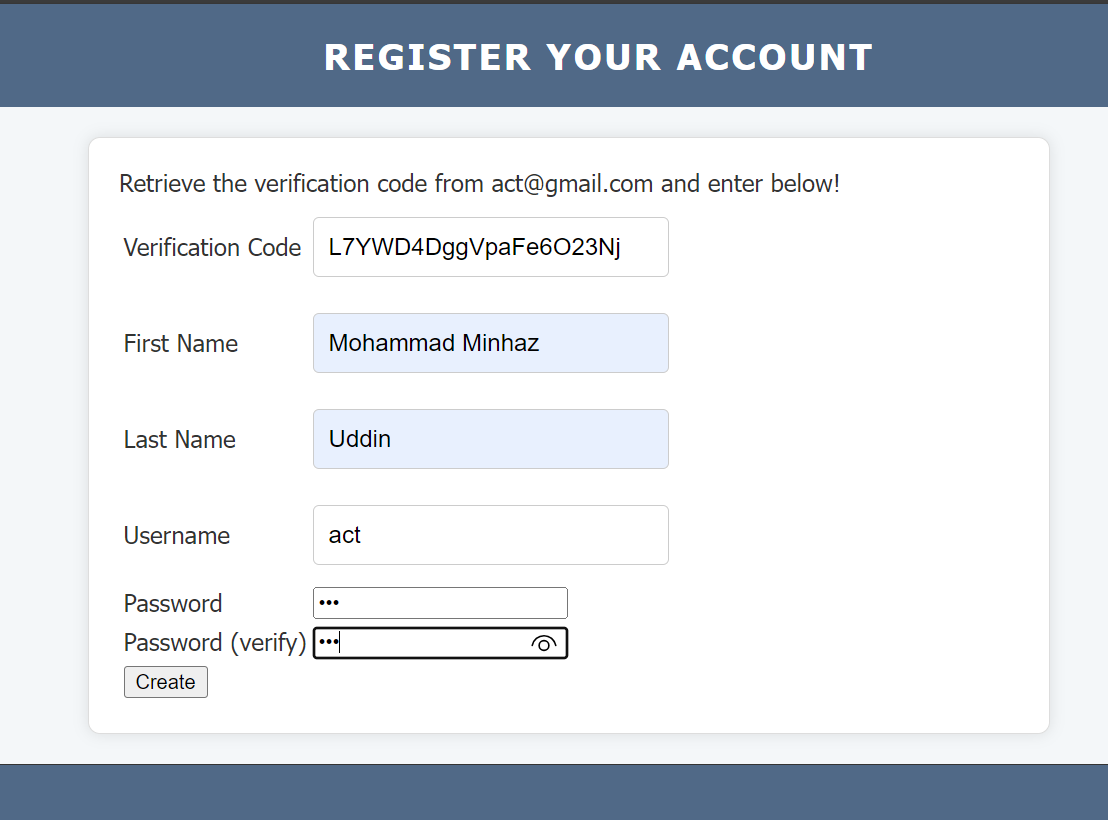 REGISTER YOUR ACCOUNT
Retrieve the verification code from act@gmail.com and enter below!
Verification Code L7YWD4DggVpaFe6O23Nj
First Name Mohammad Minhaz
Last Name Uddin
Username act
Password •••
Password (verify) •••
Create